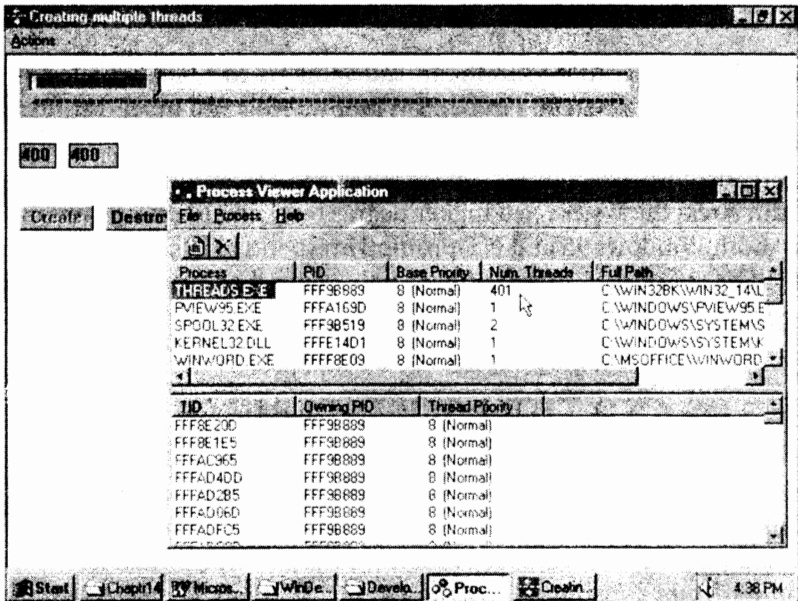 Creating multiple threads
Actions
400 400
Create Destro
Process Viewer Application
File Process Help
Process PID Base Priority Num. Threads Full Path
THREADS.EXE FFF9B889 8 (Normal) 401 C:\WIN32BK\WIN32_14\L
PVIEW95.EXE FFFA169D 8 (Normal) 1 C:\WINDOWS\PVIEW95.E
SPOOL32.EXE FFF9B519 8 (Normal) 2 C:\WINDOWS\SYSTEM\S
KERNEL32.DLL FFFE14D1 8 (Normal) 1 C:\WINDOWS\SYSTEM\K
WINWORD.EXE FFFF8E09 8 (Normal) 1 C:\MSOFFICE\WINWORD
TID Owning PID Thread Priority
FFF8E20D FFF9B889 8 (Normal)
FFF8E1E5 FFF9B889 8 (Normal)
FFFAC965 FFF9B889 8 (Normal)
FFFAD4DD FFF9B889 8 (Normal)
FFFAD2B5 FFF9B889 8 (Normal)
FFFAD06D FFF9B889 8 (Normal)
FFFADFC5 FFF9B889 8 (Normal)
Start Chaptr14 Micros... WinDe... Develo... Proc... Creatin... 4:38 PM